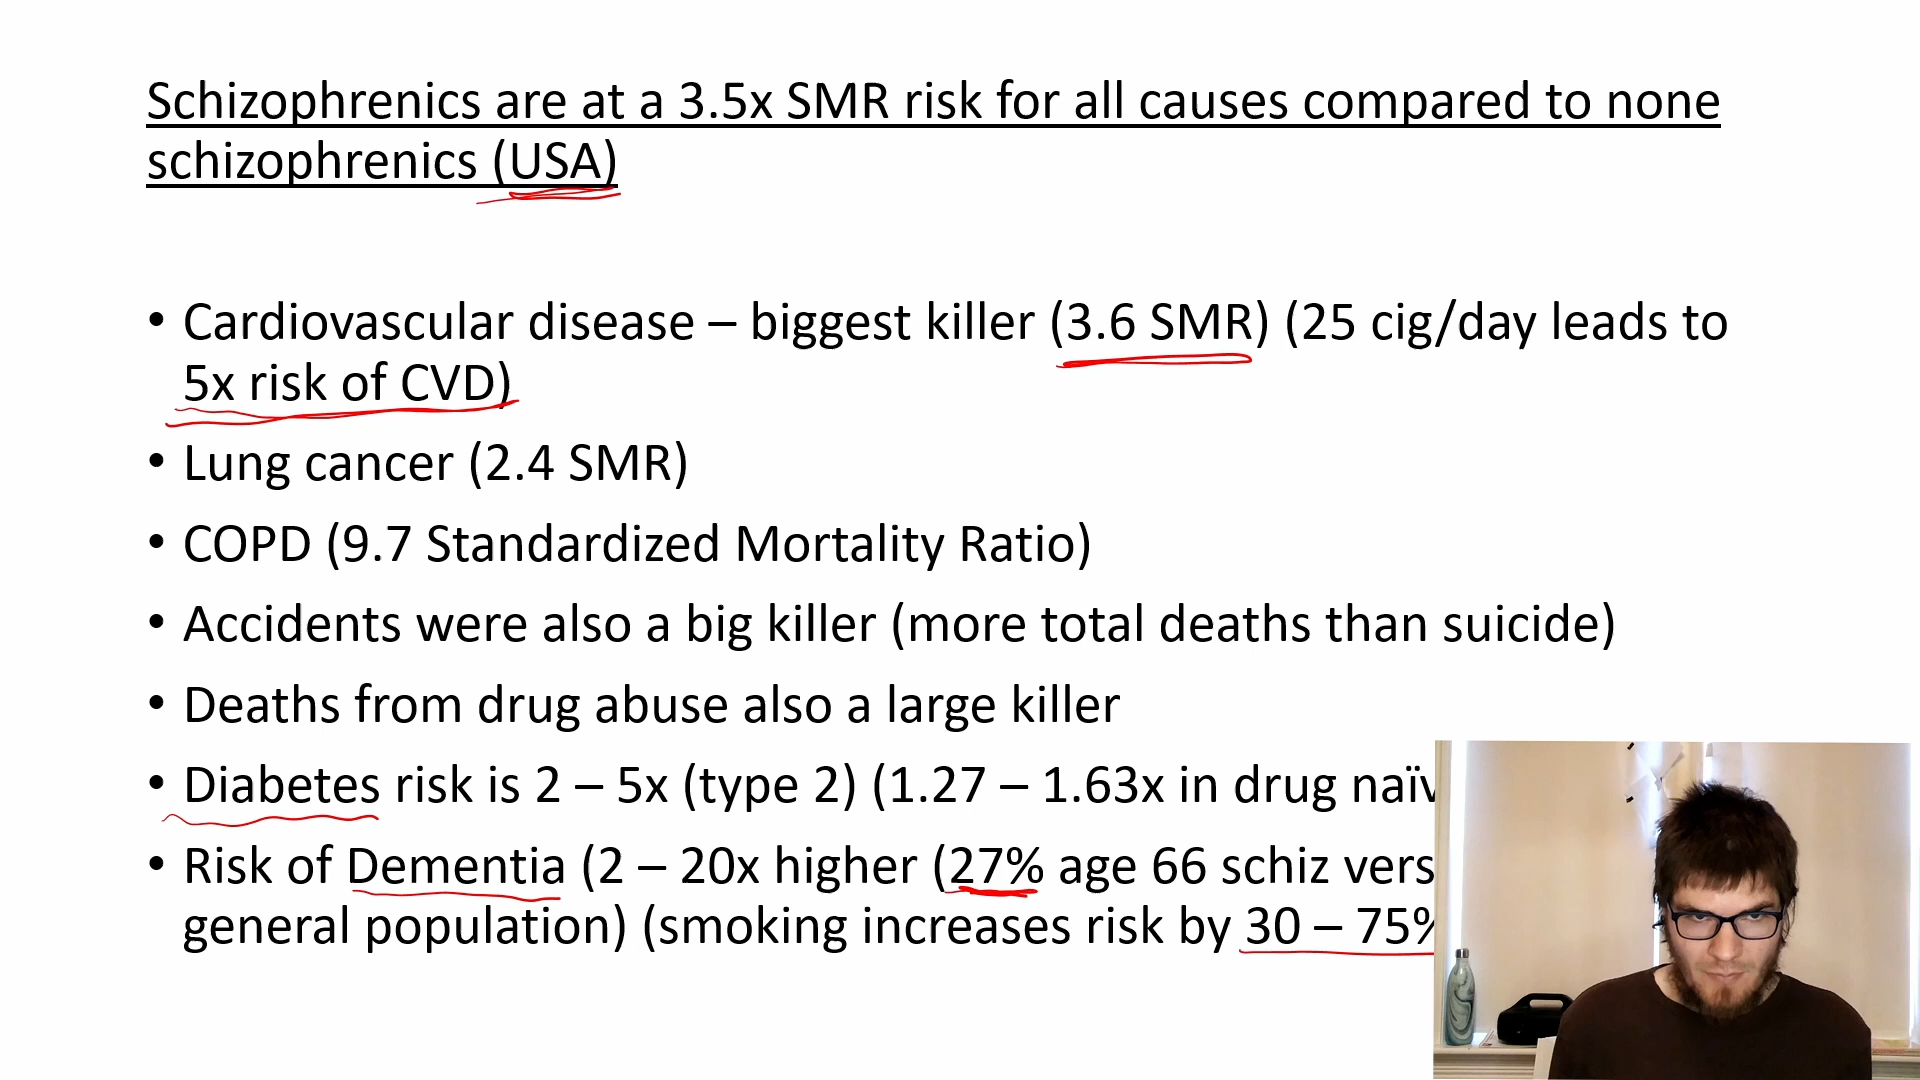 Schizophrenics are at a 3.5x SMR risk for all causes compared to none
schizophrenics (USA)
• Cardiovascular disease – biggest killer (3.6 SMR) (25 cig/day leads to
5x risk of CVD)
• Lung cancer (2.4 SMR)
• COPD (9.7 Standardized Mortality Ratio)
• Accidents were also a big killer (more total deaths than suicide)
• Deaths from drug abuse also a large killer
• Diabetes risk is 2 – 5x (type 2) (1.27 – 1.63x in drug
• Risk of Dementia (2 – 20x higher (27% age 66 schiz
general population) (smoking increases risk by 30 – 75%